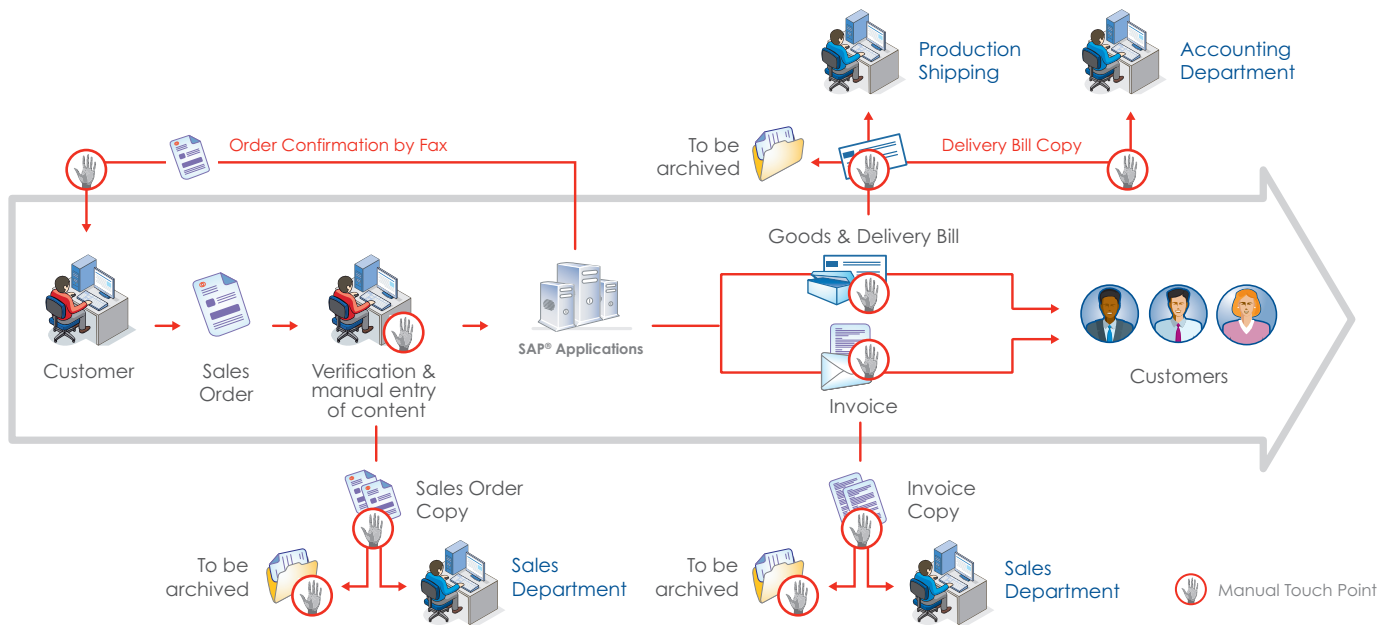 Production
Shipping
Accounting
Department
Order Confirmation by Fax
To be
archived
Delivery Bill Copy
Goods & Delivery Bill
Customer
Sales
Order
Verification &
manual entry
of content
SAP® Applications
Invoice
Customers
Sales Order
Copy
Invoice
Copy
To be
archived
Sales
Department
To be
archived
Sales
Department
Manual Touch Point